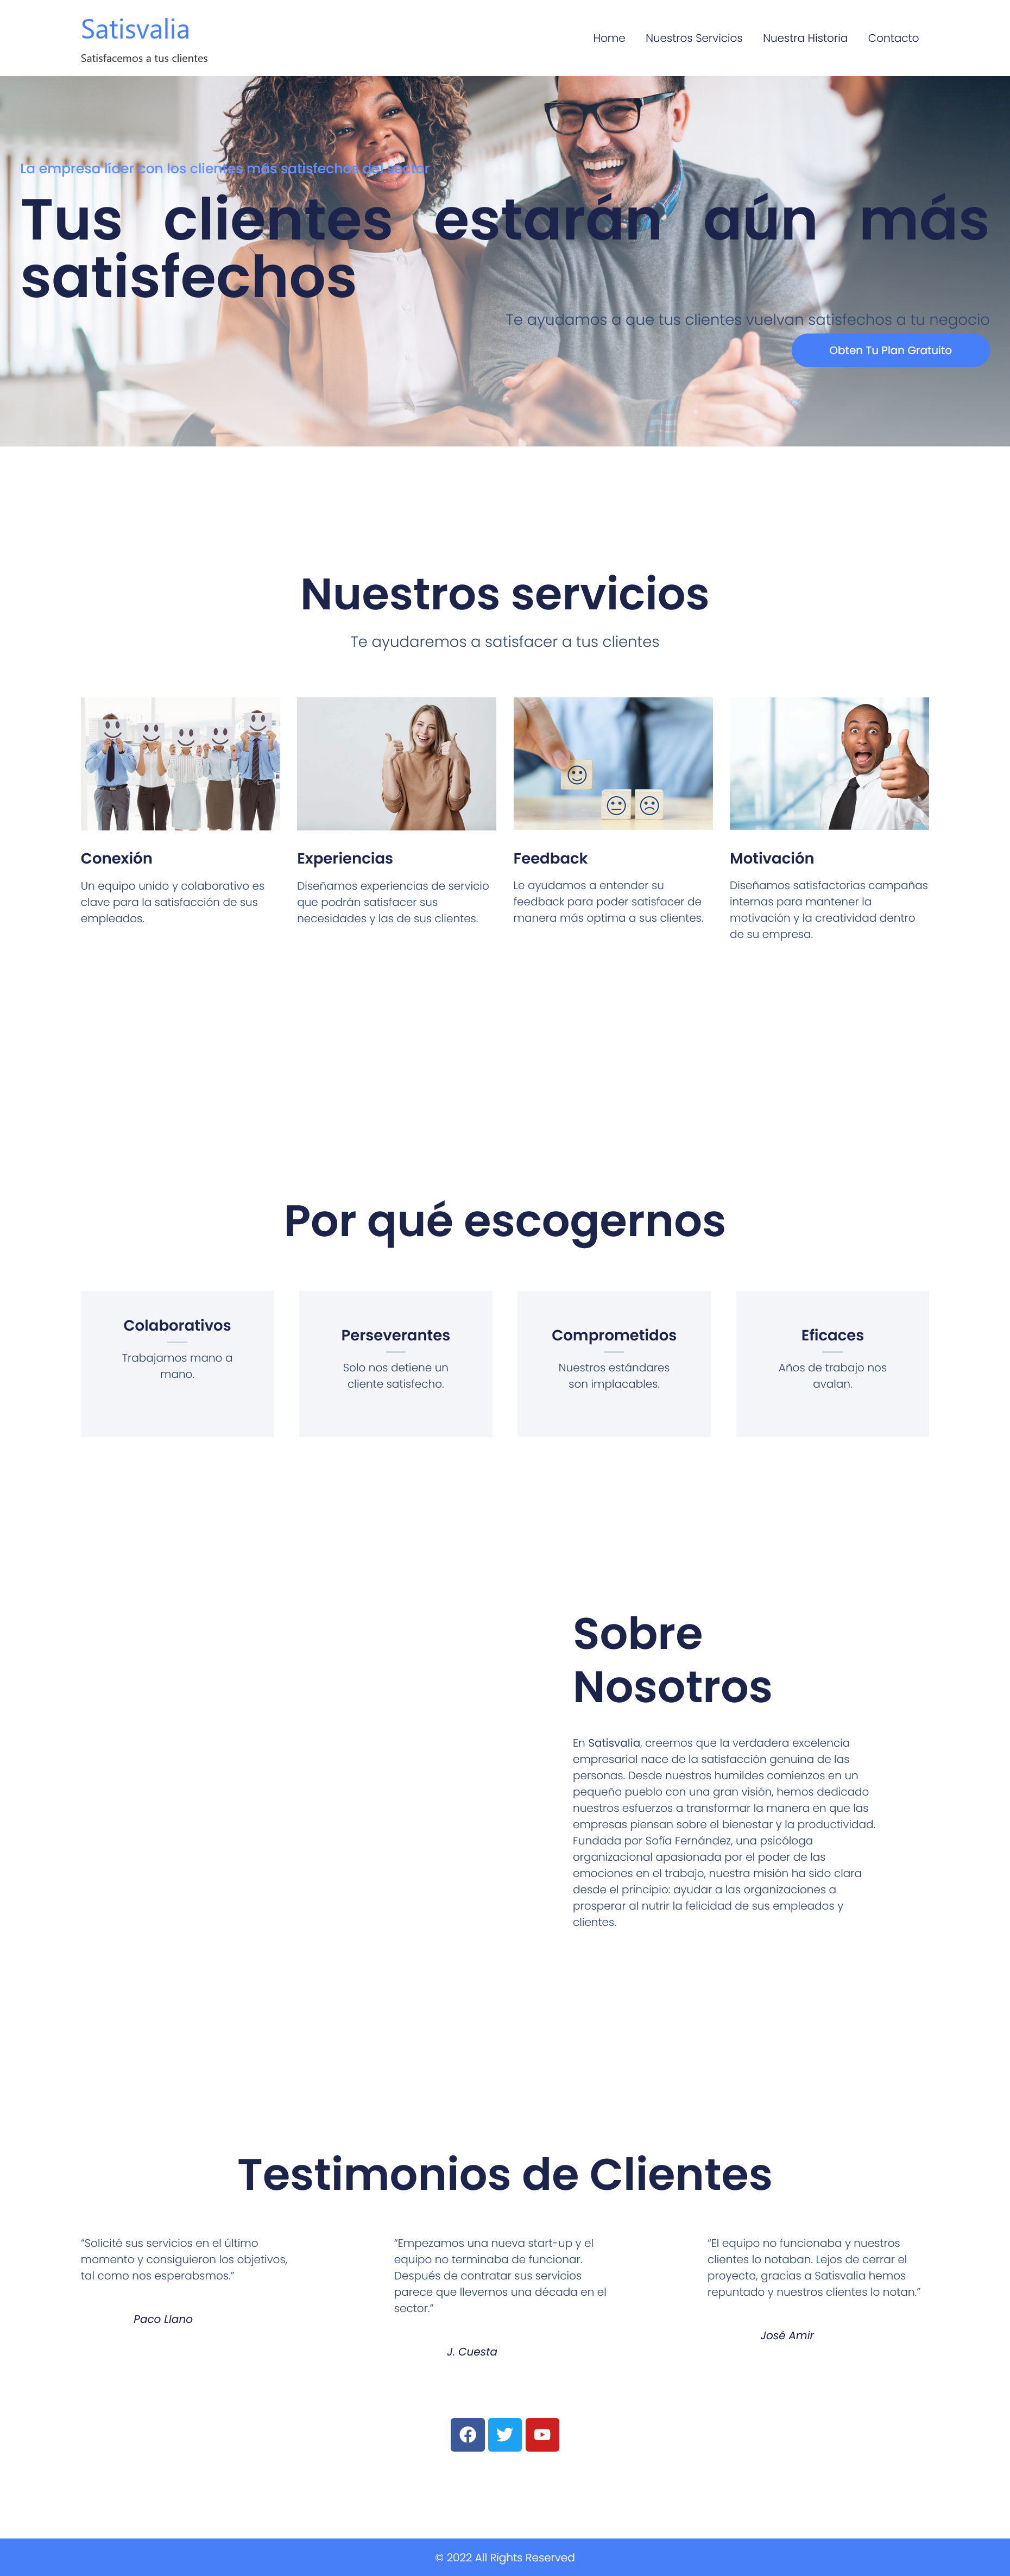 Satisvalia
Satisfacemos a tus clientes
Home
Nuestros Servicios
Nuestra Historia
Contacto
La empresa líder con los clientes más satisfechos del sector
Tus clientes estarán aún más
satisfechos
Te ayudamos a que tus clientes vuelvan satisfechos a tu negocio
Obten Tu Plan Gratuito
Nuestros servicios
Te ayudaremos a satisfacer a tus clientes
Conexión
Un equipo unido y colaborativo es
clave para la satisfacción de sus
empleados.
Experiencias
Diseñamos experiencias de servicio
que podrán satisfacer sus
necesidades y las de sus clientes.
Feedback
Le ayudamos a entender su
feedback para poder satisfacer de
manera más optima a sus clientes.
Motivación
Diseñamos satisfactorias campañas
internas para mantener la
motivación y la creatividad dentro
de su empresa.
Por qué escogernos
Colaborativos
Trabajamos mano a
mano.
Perseverantes
Solo nos detiene un
cliente satisfecho.
Comprometidos
Nuestros estándares
son implacables.
Eficaces
Años de trabajo nos
avalan.
Sobre
Nosotros
En Satisvalia, creemos que la verdadera excelencia
empresarial nace de la satisfacción genuina de las
personas. Desde nuestros humildes comienzos en un
pequeño pueblo con una gran visión, hemos dedicado
nuestros esfuerzos a transformar la manera en que las
empresas piensan sobre el bienestar y la productividad.
Fundada por Sofía Fernández, una psicóloga
organizacional apasionada por el poder de las
emociones en el trabajo, nuestra misión ha sido clara
desde el principio: ayudar a las organizaciones a
prosperar al nutrir la felicidad de sus empleados y
clientes.
Testimonios de Clientes
“Solicité sus servicios en el último
momento y consiguieron los objetivos,
tal como nos esperabsmos.”
Paco Llano
“Empezamos una nueva start-up y el
equipo no terminaba de funcionar.
Después de contratar sus servicios
parece que llevemos una década en el
sector.”
J. Cuesta
“El equipo no funcionaba y nuestros
clientes lo notaban. Lejos de cerrar el
proyecto, gracias a Satisvalia hemos
repuntado y nuestros clientes lo notan.”
José Amir
© 2022 All Rights Reserved